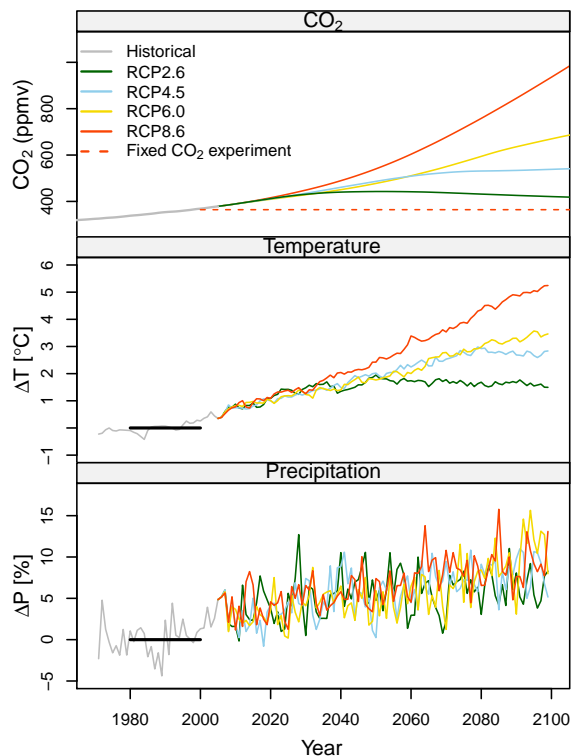 CO₂
Historical
RCP2.6
RCP4.5
RCP6.0
RCP8.6
Fixed CO₂ experiment
CO₂ (ppmv)
400
600
800
Temperature
ΔT [°C]
−1
1
2
3
4
5
6
Precipitation
ΔP [%]
−5
0
5
10
15
1980
2000
2020
2040
2060
2080
2100
Year